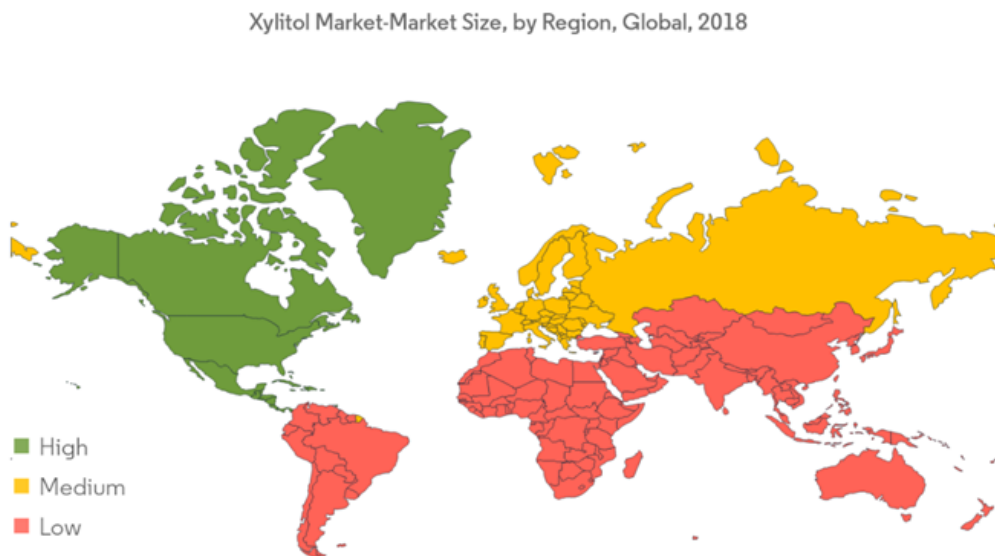 Xylitol Market-Market Size, by Region, Global, 2018
High
Medium
Low